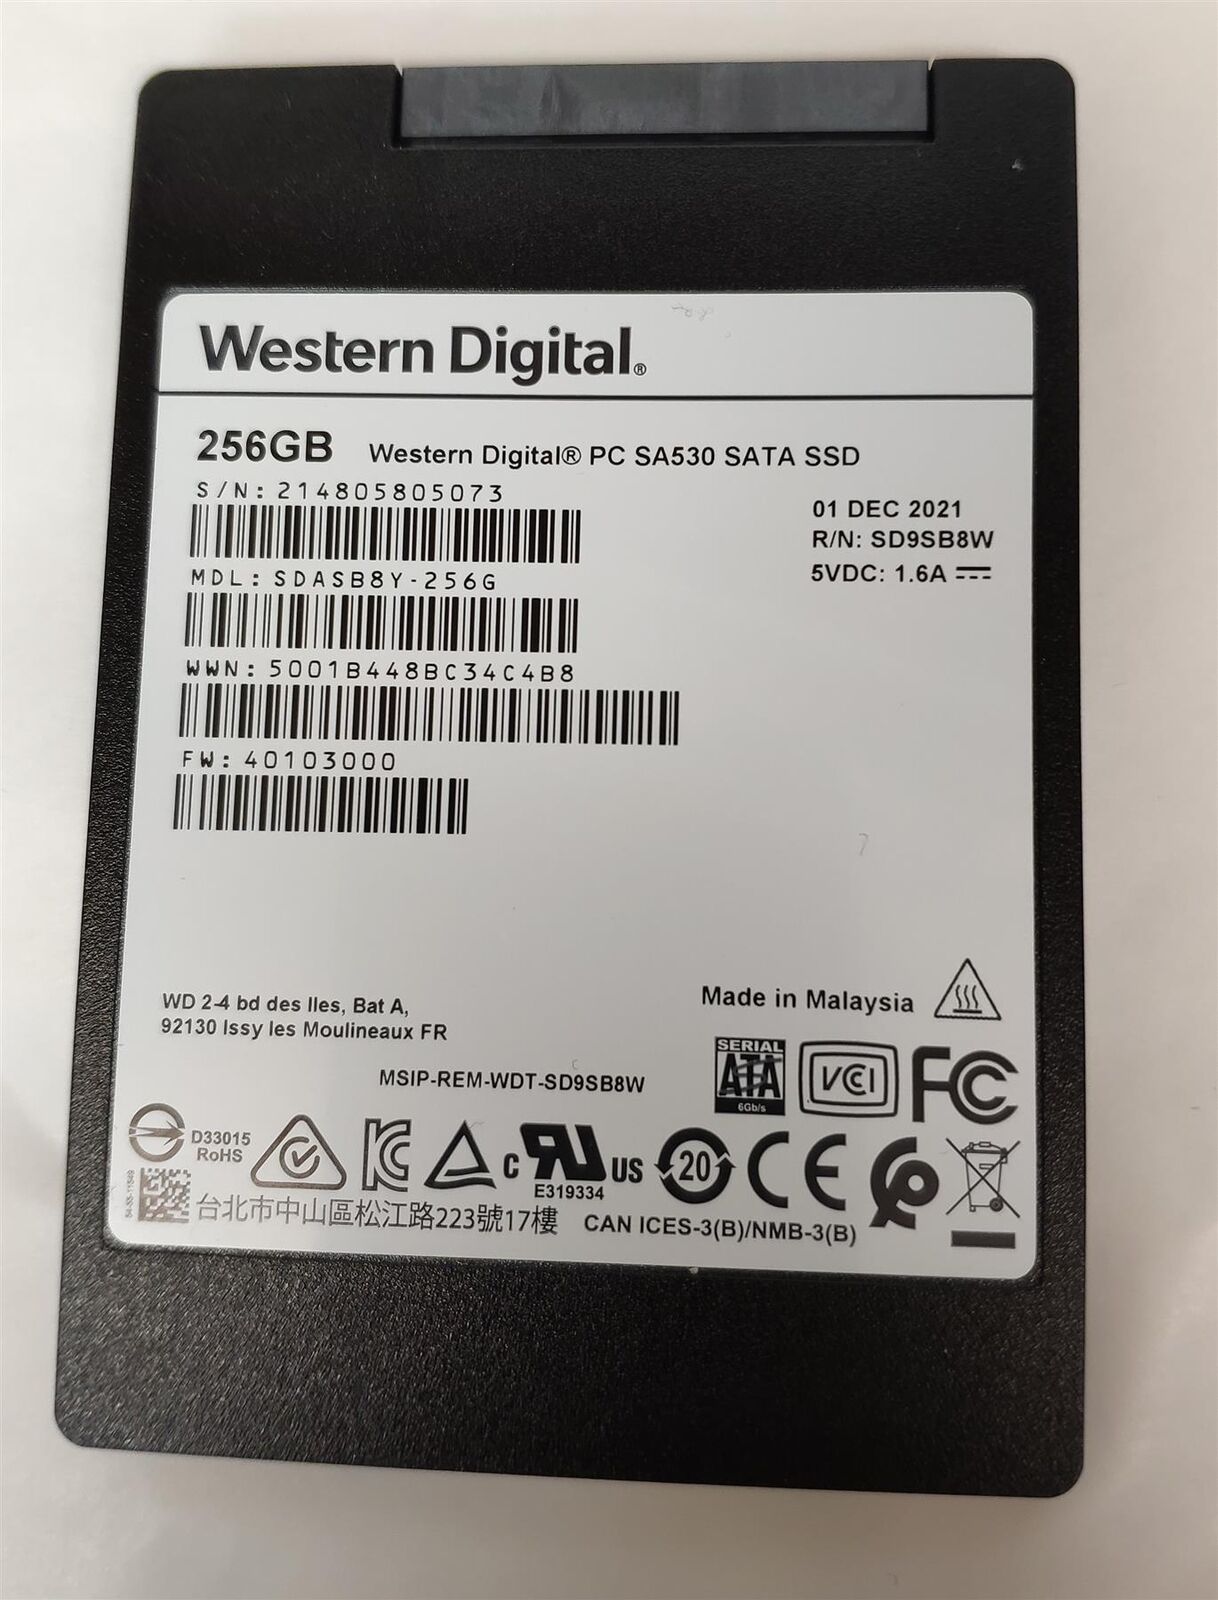 Western Digital®
256GB Western Digital® PC SA530 SATA SSD
S/N: 214805805073
01 DEC 2021
R/N: SD9SB8W
5VDC: 1.6A
MDL: SDASB8Y-256G
WWN: 5001B448BC34C4B8
FW: 40103000
WD 2-4 bd des Iles, Bat A,
92130 Issy les Moulineaux FR
Made in Malaysia
MSIP-REM-WDT-SD9SB8W
SERIAL
ATA
6Gb/s
VCCI
FC
D33015
RoHS
KC
c RU US
E319334
20
CE
台北市中山區松江路223號17樓
CAN ICES-3(B)/NMB-3(B)